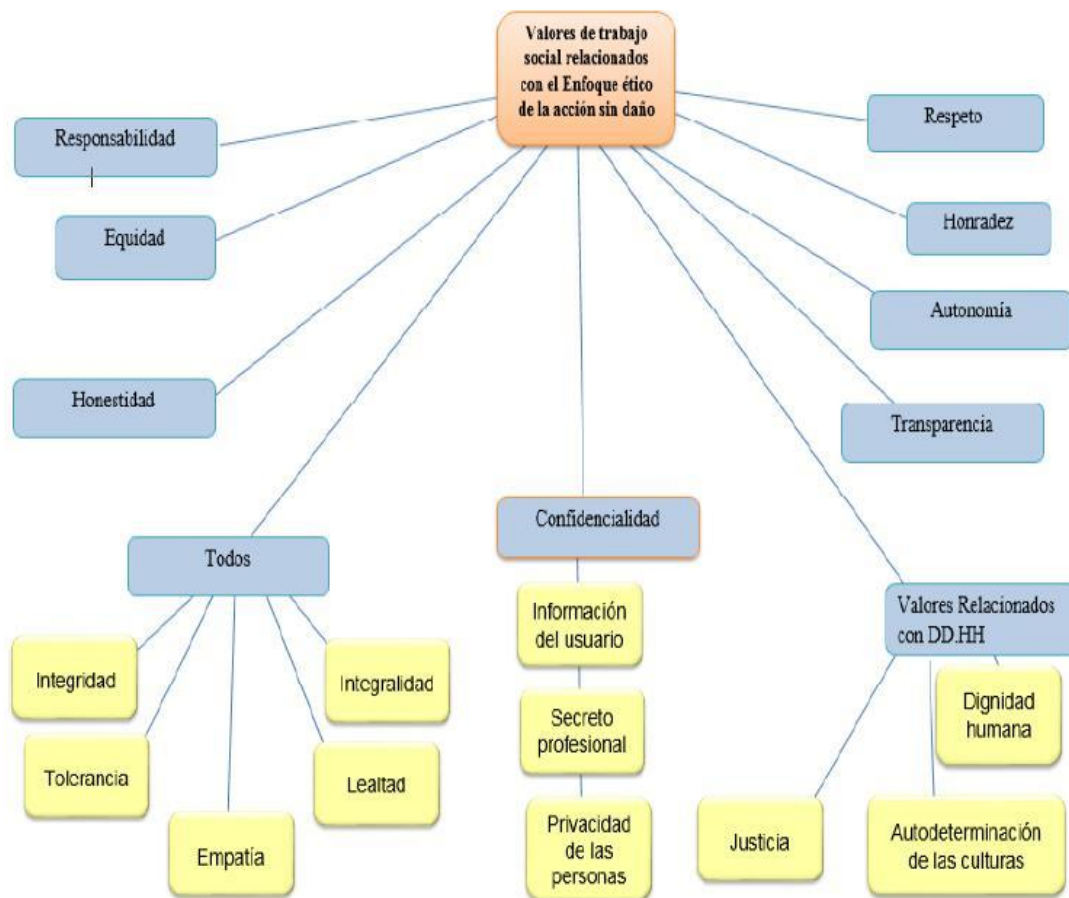 Valores de trabajo
social relacionados
con el Enfoque ético
de la acción sin daño
Responsabilidad
Respeto
Equidad
Honradez
Autonomía
Honestidad
Transparencia
Todos
Confidencialidad
Valores Relacionados
con DD.HH
Integridad
Integralidad
Tolerancia
Lealtad
Empatía
Información
del usuario
Secreto
profesional
Privacidad
de las
personas
Dignidad
humana
Justicia
Autodeterminación
de las culturas